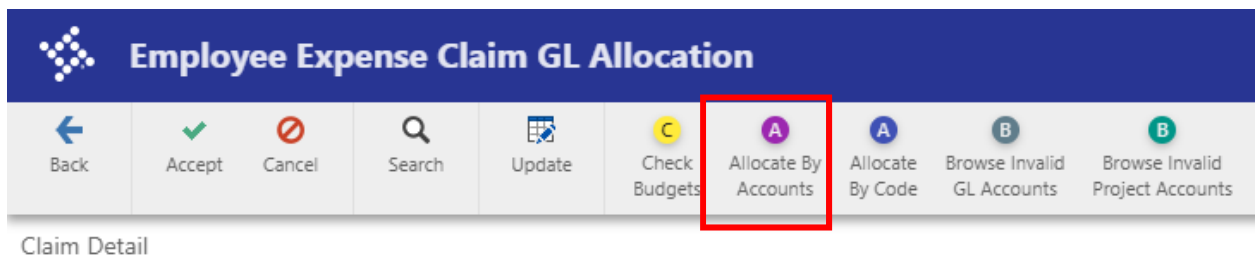 Employee Expense Claim GL Allocation
C A A B B
Back Accept Cancel Search Update Check Allocate By Allocate Browse Invalid Browse Invalid
Budgets Accounts By Code GL Accounts Project Accounts
Claim Detail